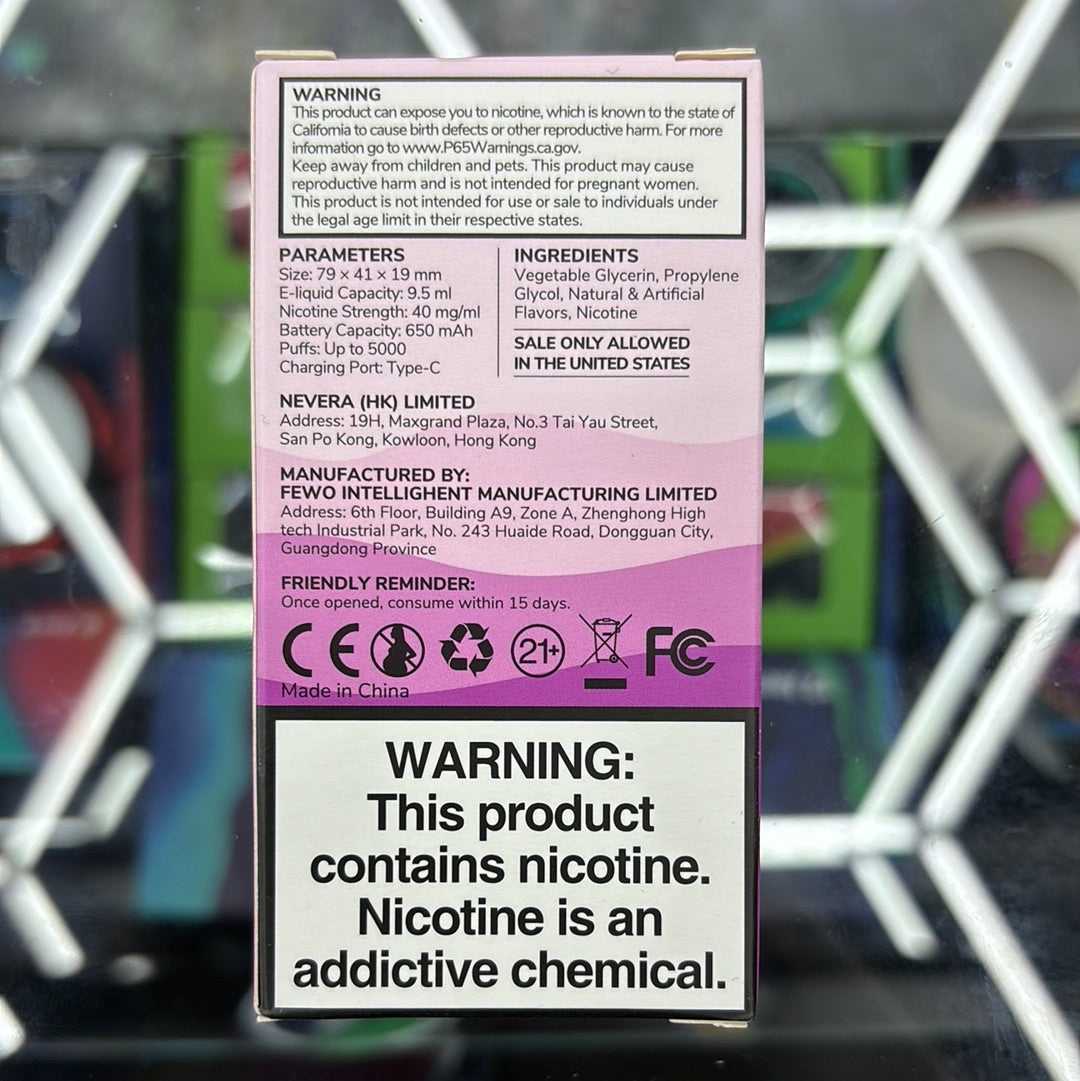 WARNING
This product can expose you to nicotine, which is known to the state of
California to cause birth defects or other reproductive harm. For more
information go to www.P65Warnings.ca.gov.
Keep away from children and pets. This product may cause
reproductive harm and is not intended for pregnant women.
This product is not intended for use or sale to individuals under
the legal age limit in their respective states.
PARAMETERS
Size: 79 × 41 × 19 mm
E-liquid Capacity: 9.5 ml
Nicotine Strength: 40 mg/ml
Battery Capacity: 650 mAh
Puffs: Up to 5000
Charging Port: Type-C
INGREDIENTS
Vegetable Glycerin, Propylene
Glycol, Natural & Artificial
Flavors, Nicotine
SALE ONLY ALLOWED
IN THE UNITED STATES
NEVERA (HK) LIMITED
Address: 19H, Maxgrand Plaza, No.3 Tai Yau Street,
San Po Kong, Kowloon, Hong Kong
MANUFACTURED BY:
FEWO INTELLIGHENT MANUFACTURING LIMITED
Address: 6th Floor, Building A9, Zone A, Zhenghong High
tech Industrial Park, No. 243 Huaide Road, Dongguan City,
Guangdong Province
FRIENDLY REMINDER:
Once opened, consume within 15 days.
CE 21+ FC
Made in China
WARNING:
This product
contains nicotine.
Nicotine is an
addictive chemical.